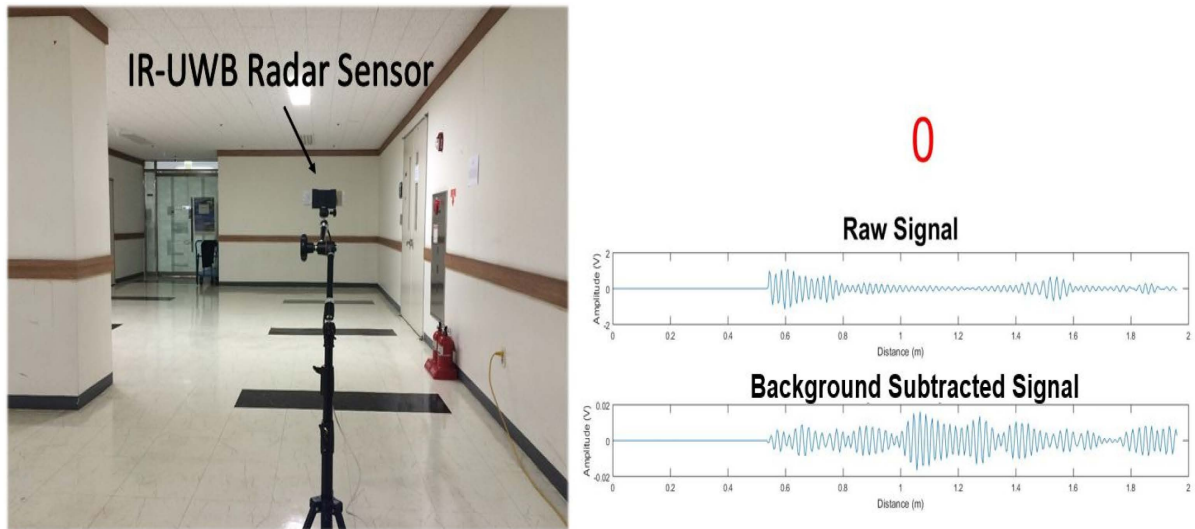 IR-UWB Radar Sensor
0
Raw Signal
Amplitude (V)
2
0
-2
0 0.2 0.4 0.6 0.8 1 1.2 1.4 1.6 1.8 2
Distance (m)
Background Subtracted Signal
Amplitude (V)
0.02
0
-0.02
0 0.2 0.4 0.6 0.8 1 1.2 1.4 1.6 1.8 2
Distance (m)